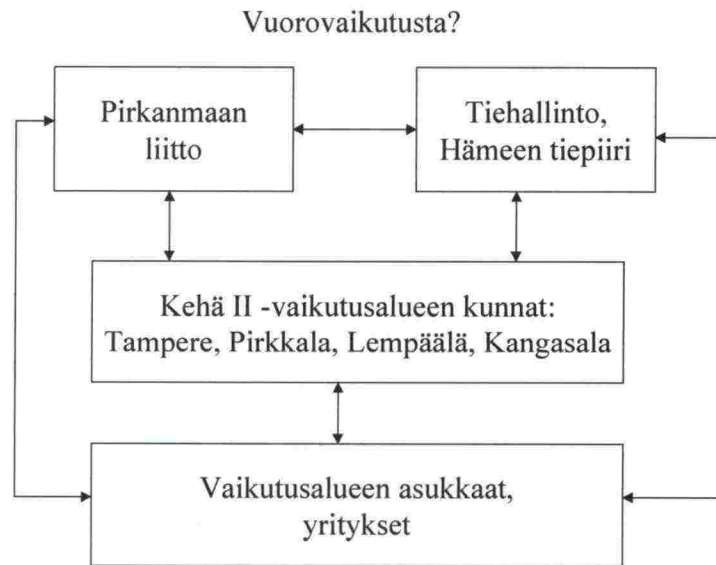 Vuorovaikutusta?
Pirkanmaan
liitto
Tiehallinto,
Hämeen tiepiiri
Kehä II -vaikutusalueen kunnat:
Tampere, Pirkkala, Lempäälä, Kangasala
Vaikutusalueen asukkaat,
yritykset